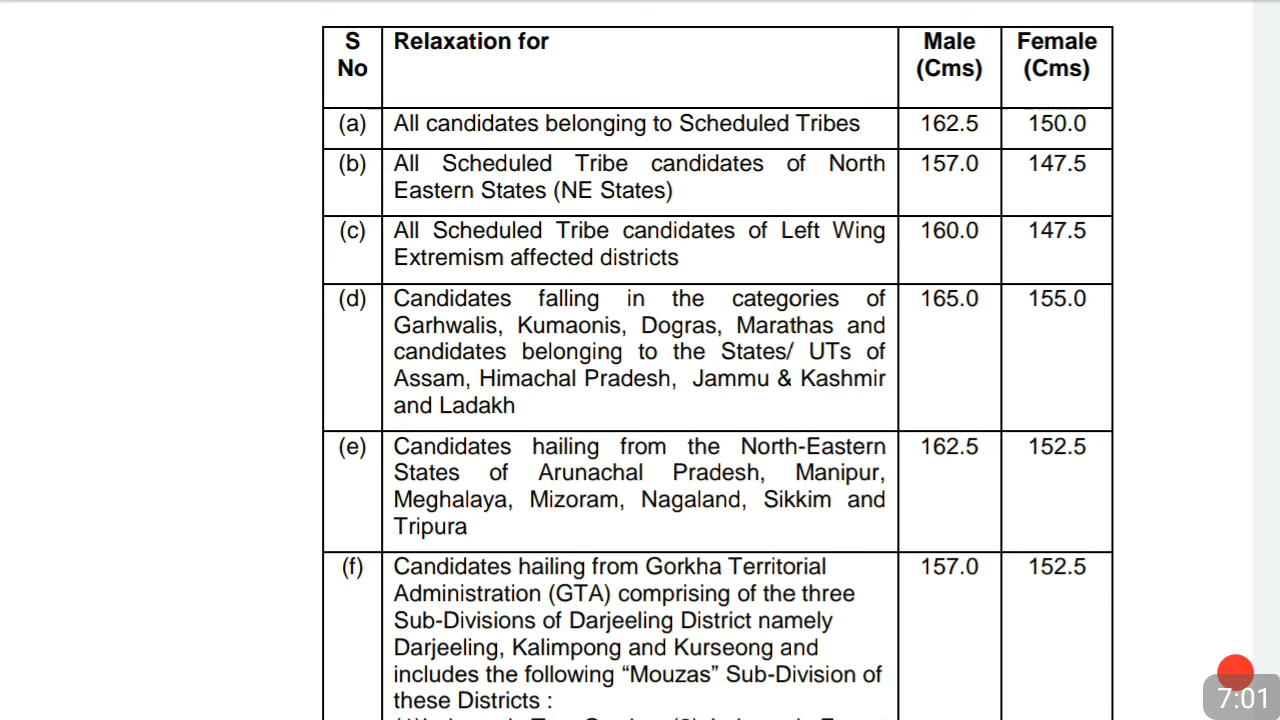 S No Relaxation for Male (Cms) Female (Cms)
(a) All candidates belonging to Scheduled Tribes 162.5 150.0
(b) All Scheduled Tribe candidates of North 157.0 147.5
Eastern States (NE States)
(c) All Scheduled Tribe candidates of Left Wing 160.0 147.5
Extremism affected districts
(d) Candidates falling in the categories of 165.0 155.0
Garhwalis, Kumaonis, Dogras, Marathas and
candidates belonging to the States/ UTs of
Assam, Himachal Pradesh, Jammu & Kashmir
and Ladakh
(e) Candidates hailing from the North-Eastern 162.5 152.5
States of Arunachal Pradesh, Manipur,
Meghalaya, Mizoram, Nagaland, Sikkim and
Tripura
(f) Candidates hailing from Gorkha Territorial 157.0 152.5
Administration (GTA) comprising of the three
Sub-Divisions of Darjeeling District namely
Darjeeling, Kalimpong and Kurseong and
includes the following “Mouzas” Sub-Division of
these Districts :
7:01